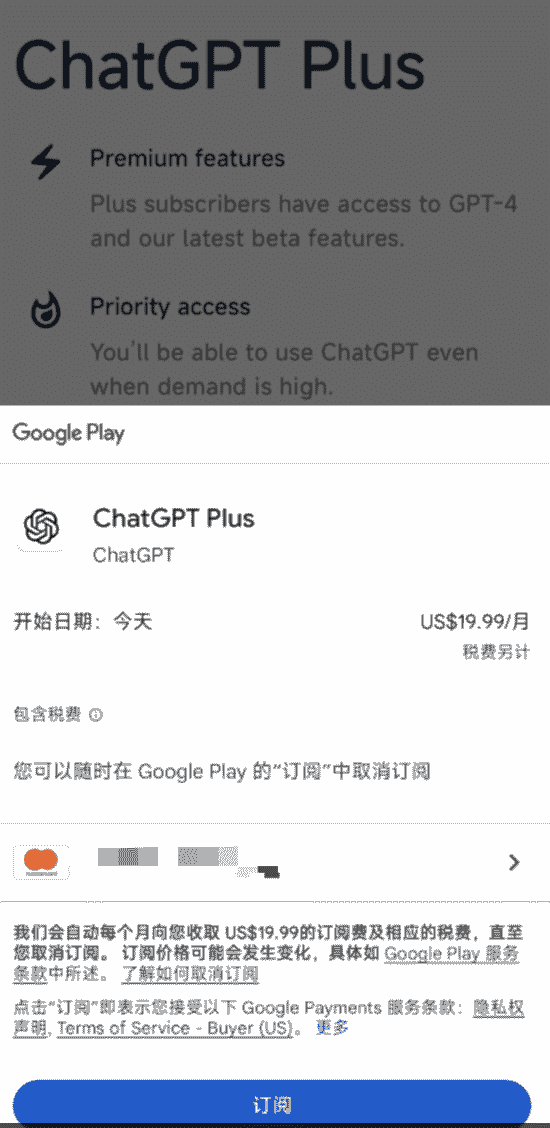 ChatGPT Plus
Premium features
Plus subscribers have access to GPT-4
and our latest beta features.
Priority access
You'll be able to use ChatGPT even
when demand is high.
Google Play
ChatGPT Plus
ChatGPT
开始日期：今天
US$19.99/月
税费另计
包含税费
您可以随时在 Google Play 的“订阅”中取消订阅
我们会自动每个月向您收取 US$19.99的订阅费及相应的税费，直至
您取消订阅。 订阅价格可能会发生变化，具体如 Google Play 服务
条款中所述。 了解如何取消订阅
点击“订阅”即表示您接受以下 Google Payments 服务条款：隐私权
声明, Terms of Service - Buyer (US)。 更多
订阅